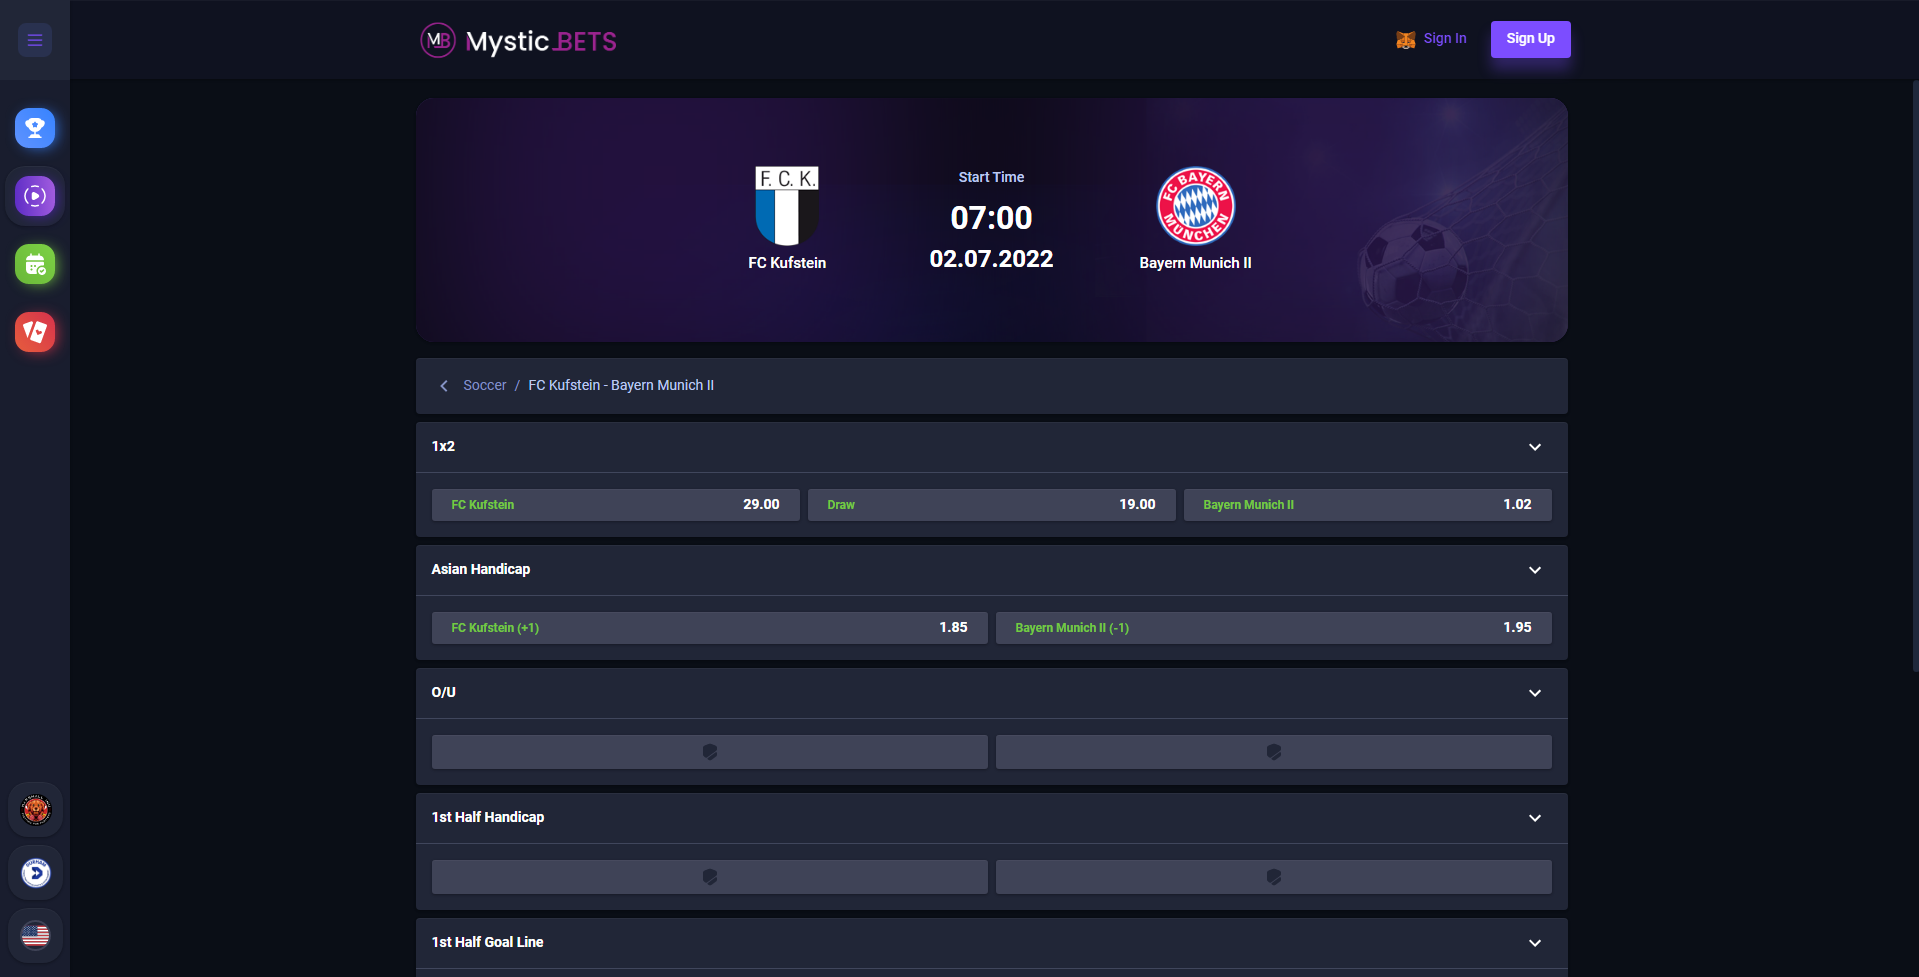 MB Mystic.BETS
Sign In
Sign Up
F. C. K.
FC Kufstein
Start Time
07:00
02.07.2022
FC BAYERN
MÜNCHEN
Bayern Munich II
Soccer / FC Kufstein - Bayern Munich II
1x2
FC Kufstein 29.00
Draw 19.00
Bayern Munich II 1.02
Asian Handicap
FC Kufstein (+1) 1.85
Bayern Munich II (-1) 1.95
O/U
1st Half Handicap
1st Half Goal Line